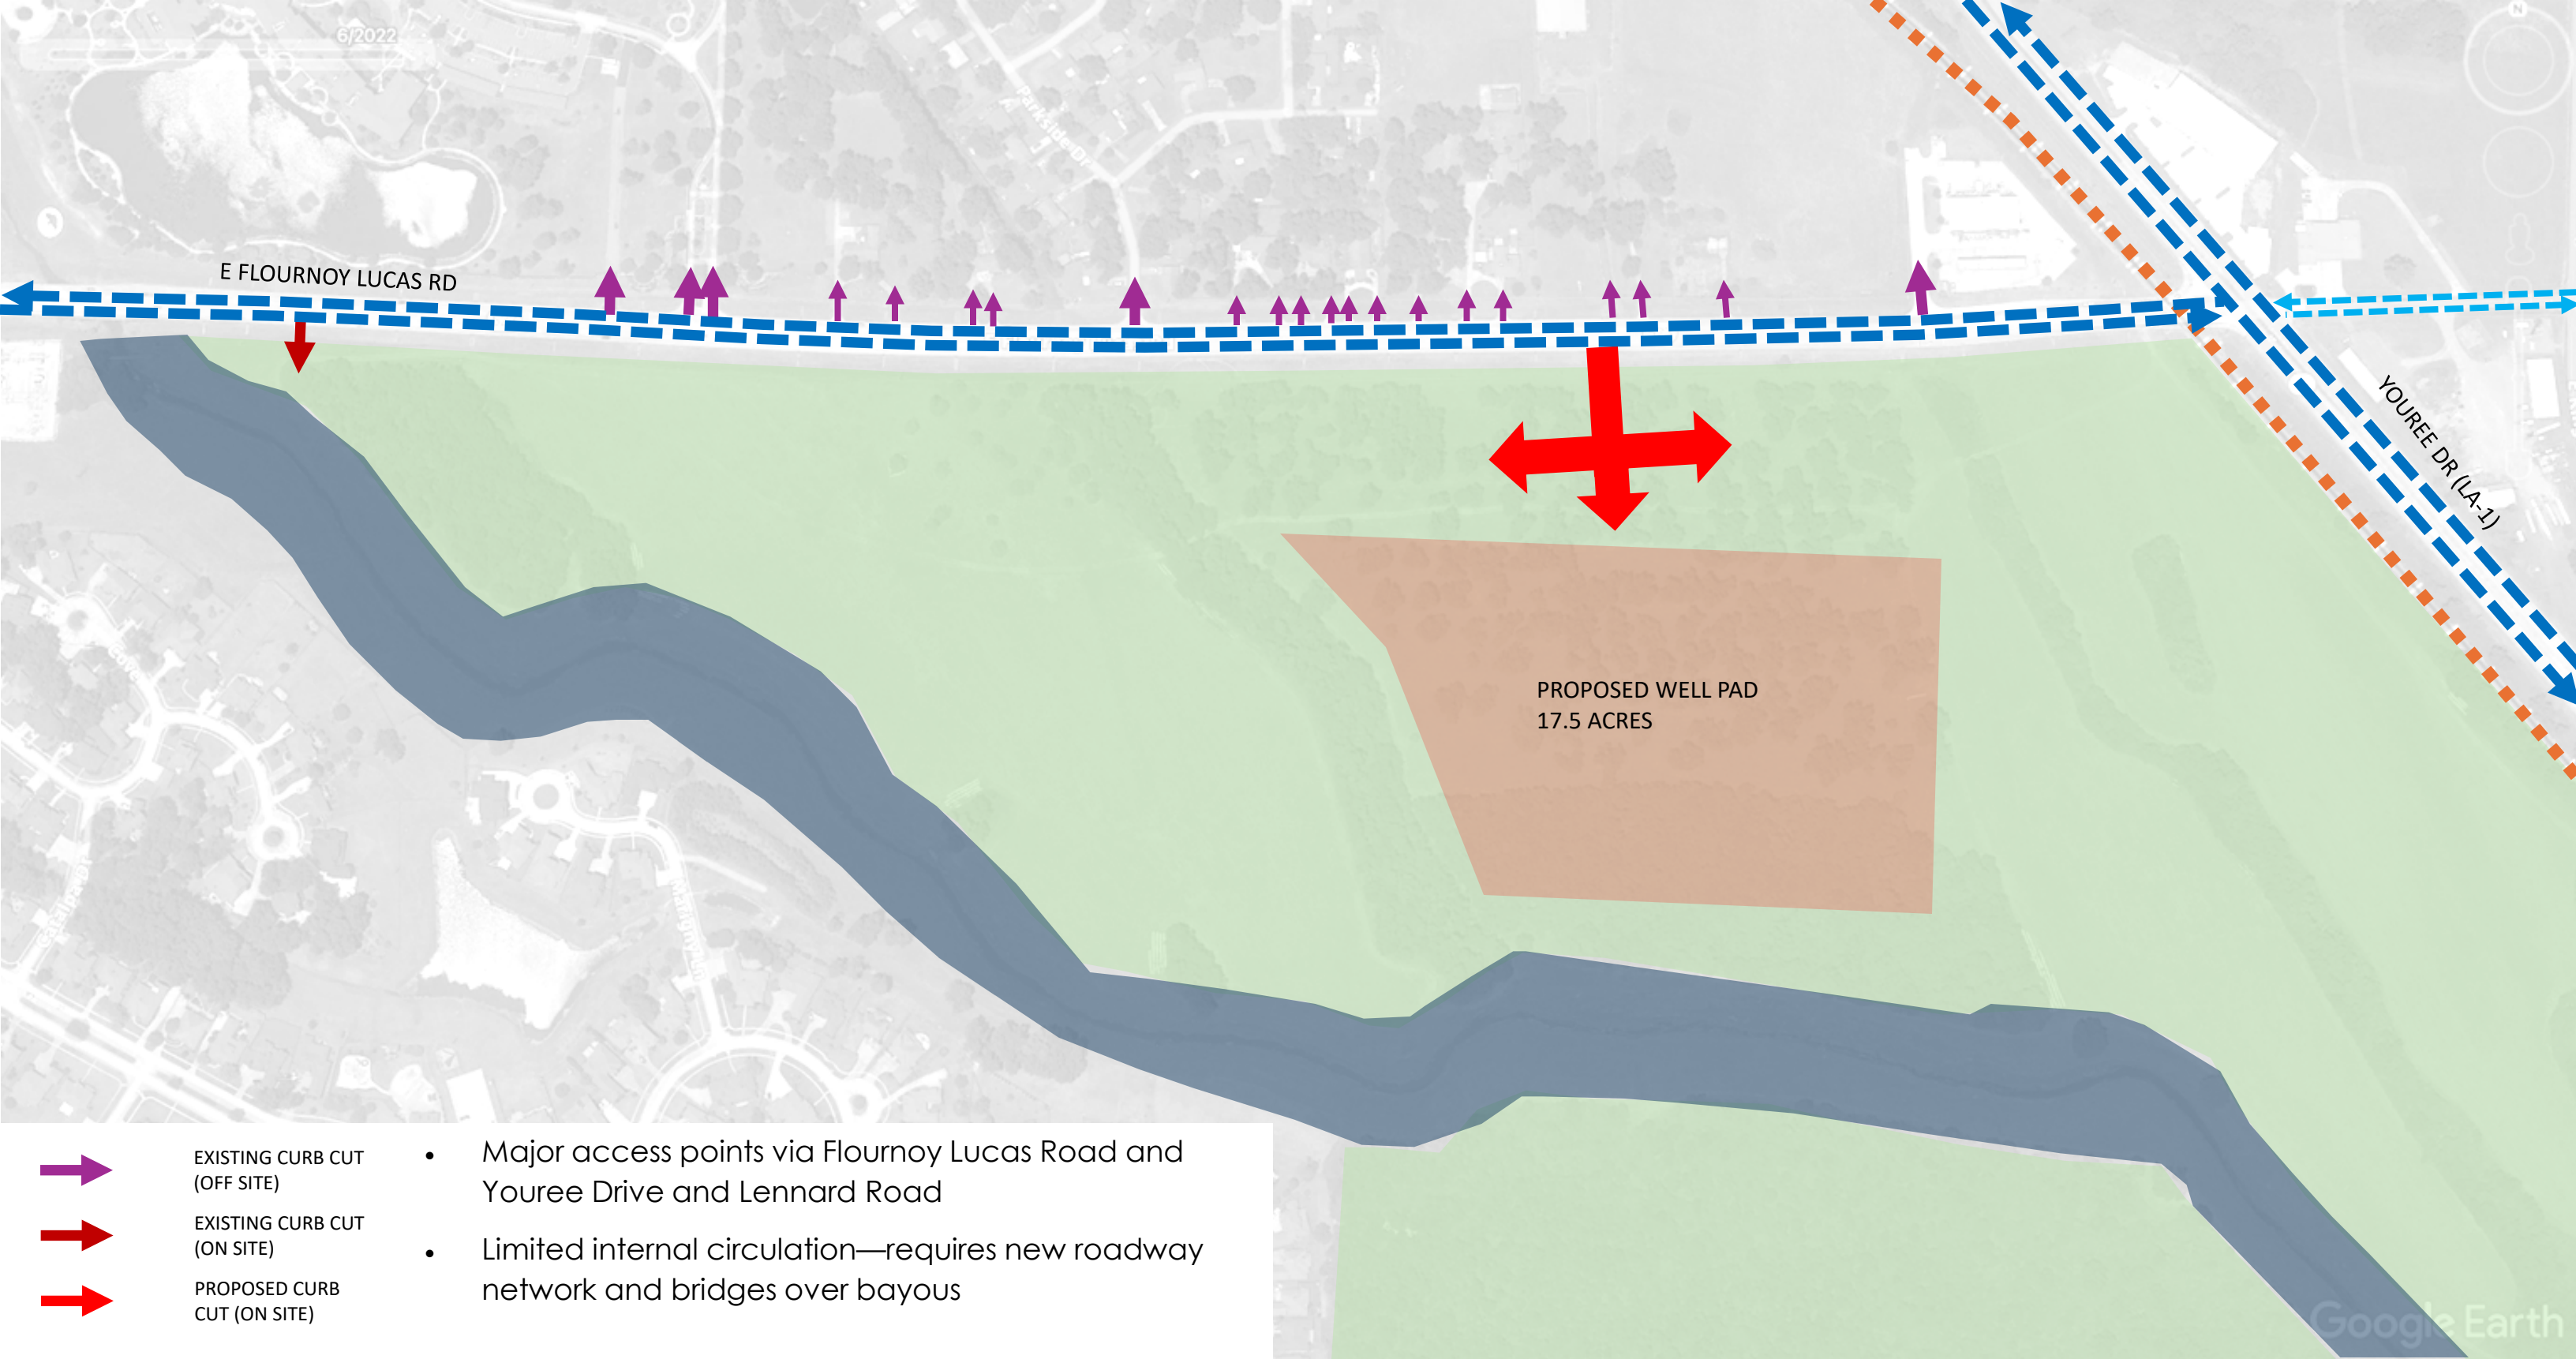 6/2022
N
Parkside Dr
E FLOURNOY LUCAS RD
YOUREE DR (LA-1)
PROPOSED WELL PAD
17.5 ACRES
Cove
EXISTING CURB CUT
(OFF SITE)
EXISTING CURB CUT
(ON SITE)
PROPOSED CURB
CUT (ON SITE)
• Major access points via Flournoy Lucas Road and
Youree Drive and Lennard Road
• Limited internal circulation—requires new roadway
network and bridges over bayous
Google Earth